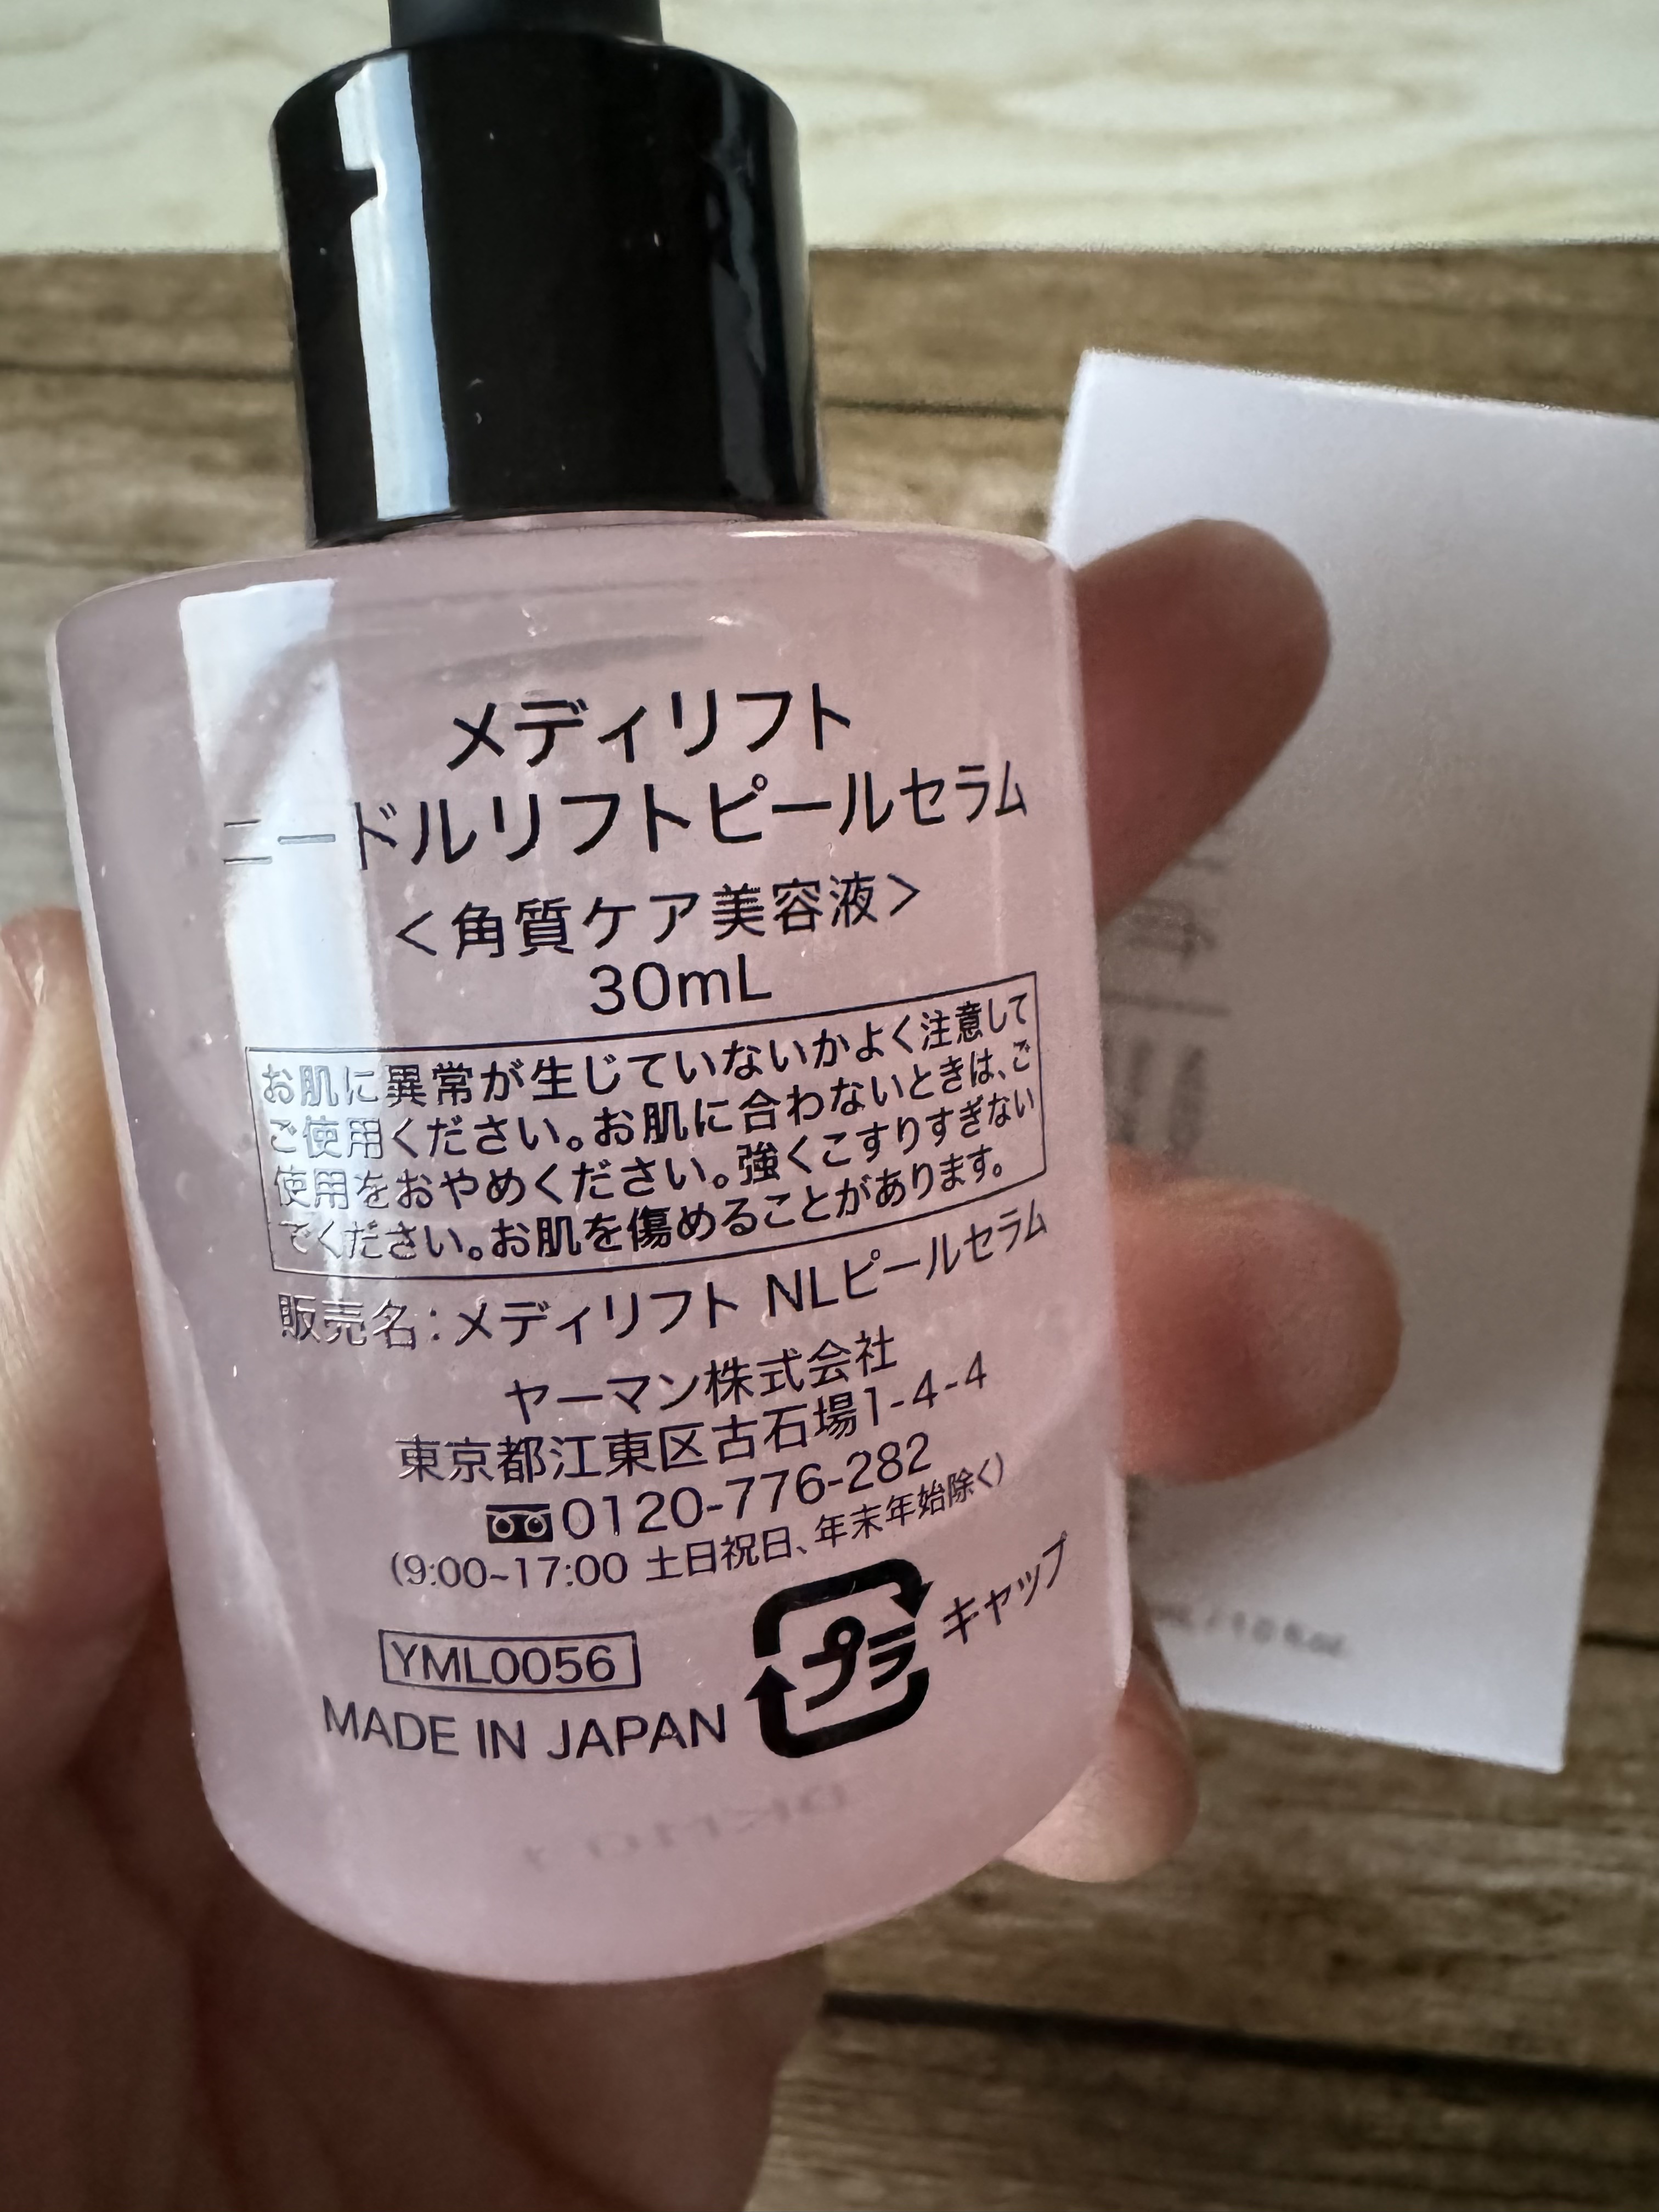 メディリフト
ニードルリフトピールセラム
＜角質ケア美容液＞
30mL
お肌に異常が生じていないかよく注意して
ご使用ください。お肌に合わないときは、ご
使用をおやめください。強くこすりすぎない
でください。お肌を傷めることがあります。
販売名：メディリフト NLピールセラム
ヤーマン株式会社
東京都江東区古石場1-4-4
0120-776-282
(9:00~17:00 土日祝日、年末年始除く)
プラ キャップ
YML0056
MADE IN JAPAN